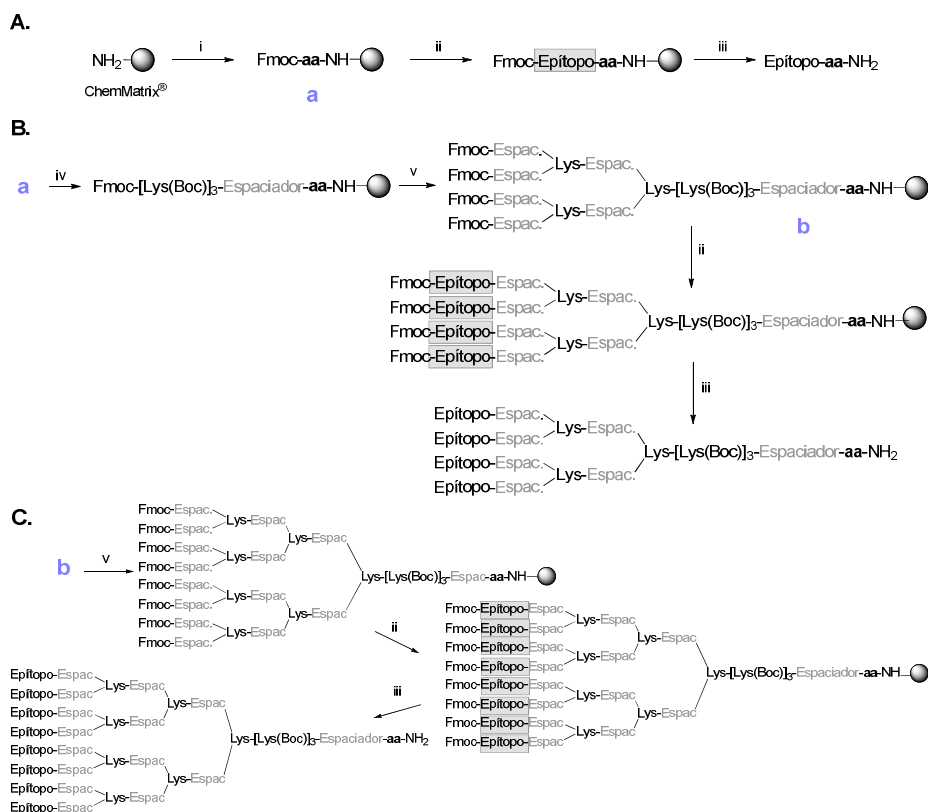 A.
NH2 i Fmoc-aa-NH ii Fmoc-Epítopo-aa-NH iii Epítopo-aa-NH2
ChemMatrix®
a
B.
a iv Fmoc-[Lys(Boc)]3-Espaciador-aa-NH v
Fmoc-Espac.
Fmoc-Espac.
Lys-Espac.
Fmoc-Espac.
Fmoc-Espac.
Lys-Espac.
Lys-[Lys(Boc)]3-Espaciador-aa-NH
b
ii
Fmoc-Epítopo-Espac.
Fmoc-Epítopo-Espac.
Lys-Espac.
Fmoc-Epítopo-Espac.
Fmoc-Epítopo-Espac.
Lys-Espac.
Lys-[Lys(Boc)]3-Espaciador-aa-NH
iii
Epítopo-Espac.
Epítopo-Espac.
Lys-Espac.
Epítopo-Espac.
Epítopo-Espac.
Lys-Espac.
Lys-[Lys(Boc)]3-Espaciador-aa-NH2
C.
b v
Fmoc-Espac.
Fmoc-Espac.
Lys-Espac
Fmoc-Espac.
Fmoc-Espac.
Lys-Espac
Lys-Espac
Fmoc-Espac.
Fmoc-Espac.
Lys-Espac
Fmoc-Espac.
Fmoc-Espac.
Lys-Espac
Lys-Espac
Lys-[Lys(Boc)]3-Espac-aa-NH
ii
Fmoc-Epítopo-Espac
Fmoc-Epítopo-Espac
Lys-Espac
Fmoc-Epítopo-Espac
Fmoc-Epítopo-Espac
Lys-Espac
Lys-Espac
Fmoc-Epítopo-Espac
Fmoc-Epítopo-Espac
Lys-Espac
Fmoc-Epítopo-Espac
Fmoc-Epítopo-Espac
Lys-Espac
Lys-Espac
Lys-[Lys(Boc)]3-Espaciador-aa-NH
iii
Epítopo-Espac
Epítopo-Espac
Lys-Espac
Epítopo-Espac
Epítopo-Espac
Lys-Espac
Lys-Espac
Epítopo-Espac
Epítopo-Espac
Lys-Espac
Epítopo-Espac
Epítopo-Espac
Lys-Espac
Lys-Espac
Lys-[Lys(Boc)]3-Espaciador-aa-NH2